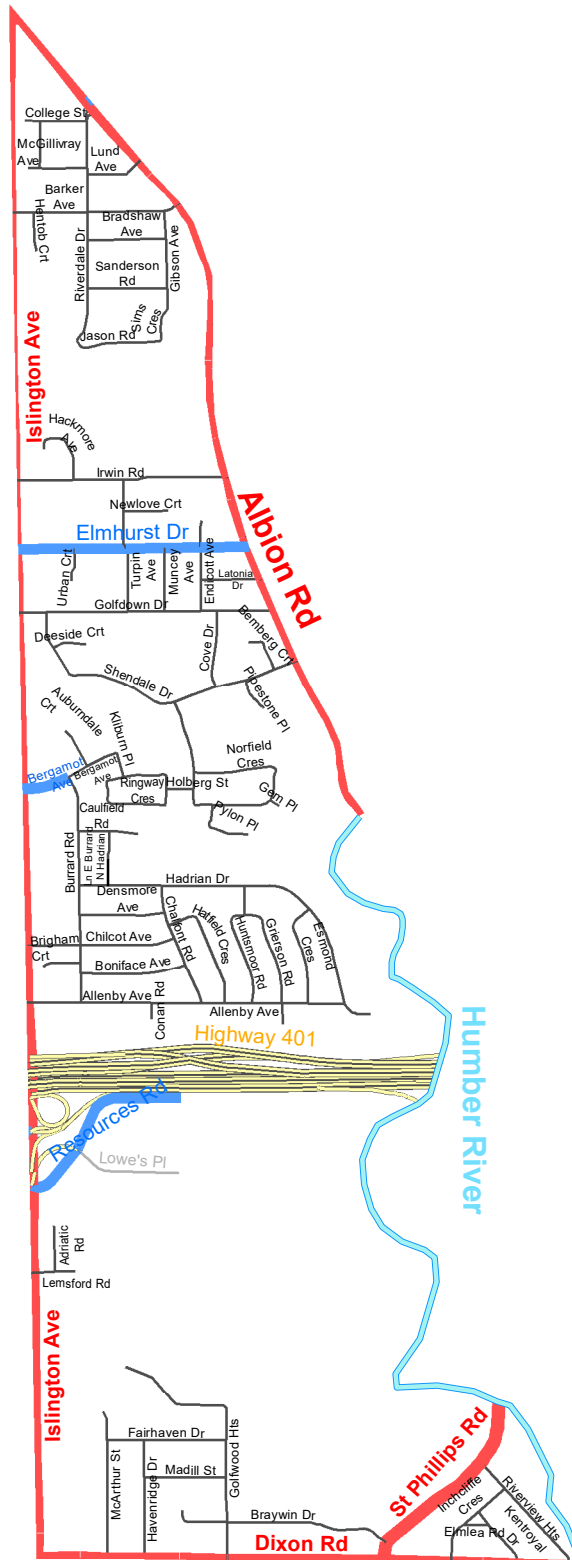 College St
McGillivray
Ave
Lund
Ave
Barker
Ave
Hentob Crt
Bradshaw
Ave
Riverdale Dr
Gibson Ave
Sanderson
Rd
Sims
Cres
Jason Rd
Islington Ave
Hackmore
Ave
Irwin Rd
Newlove Crt
Albion Rd
Elmhurst Dr
Urban Crt
Turpin
Ave
Muncey
Ave
Endicott Ave
Latonia
Dr
Golfdown Dr
Deeside Crt
Cove Dr
Bemberg Crt
Shendale Dr
Pipestone Pl
Auburndale
Crt
Kilburn Pl
Norfield
Cres
Bergamot
Ave
Bergamot
Ave
Ringway
Cres
Holberg St
Gem Pl
Caulfield
Rd
Pylon Pl
Burrard Rd
Ln E Burrard
N Hadrian
Hadrian Dr
Densmore
Ave
Chalfont Rd
Hatfield Cres
Huntsmoor Rd
Grierson Rd
Esmond
Cres
Brigham
Crt
Chilcot Ave
Boniface Ave
Allenby Ave
Conan Rd
Allenby Ave
Highway 401
Humber River
Resources Rd
Lowe's Pl
Adriatic
Rd
Lemsford Rd
Islington Ave
Fairhaven Dr
McArthur St
Havenridge Dr
Madill St
Golfwood Hts
St Phillips Rd
Inchcliffe
Cres
Riverview Hts
Kentroyal
Dr
Elmlea Rd
Braywin Dr
Dixon Rd